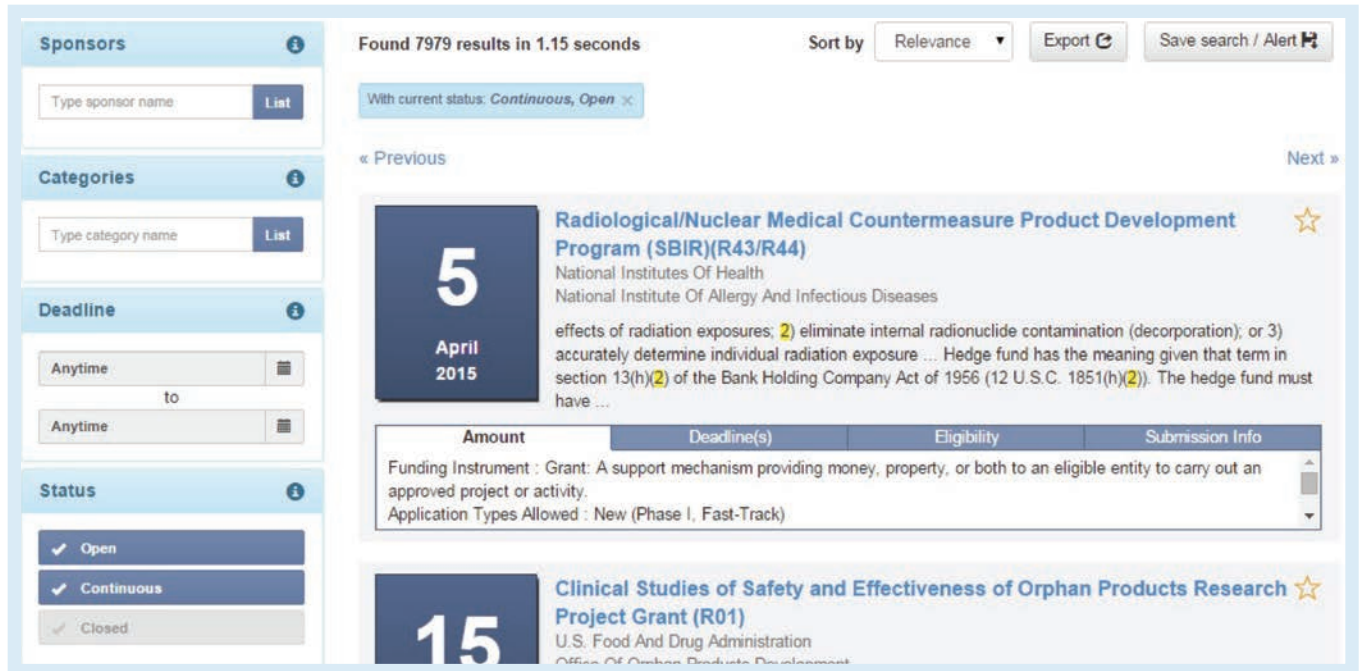 Sponsors
Type sponsor name
List
Categories
Type category name
List
Deadline
Anytime
to
Anytime
Status
Open
Continuous
Closed
Found 7979 results in 1.15 seconds
Sort by
Relevance
Export
Save search / Alert
With current status: Continuous, Open ×
« Previous
Next »
5
April
2015
Radiological/Nuclear Medical Countermeasure Product Development
Program (SBIR)(R43/R44)
National Institutes Of Health
National Institute Of Allergy And Infectious Diseases
effects of radiation exposures; 2) eliminate internal radionuclide contamination (decorporation); or 3)
accurately determine individual radiation exposure ... Hedge fund has the meaning given that term in
section 13(h)(2) of the Bank Holding Company Act of 1956 (12 U.S.C. 1851(h)(2)). The hedge fund must
have ...
Amount
Deadline(s)
Eligibility
Submission Info
Funding Instrument : Grant: A support mechanism providing money, property, or both to an eligible entity to carry out an
approved project or activity.
Application Types Allowed : New (Phase I, Fast-Track)
15
Clinical Studies of Safety and Effectiveness of Orphan Products Research
Project Grant (R01)
U.S. Food And Drug Administration
Office Of Orphan Products Development